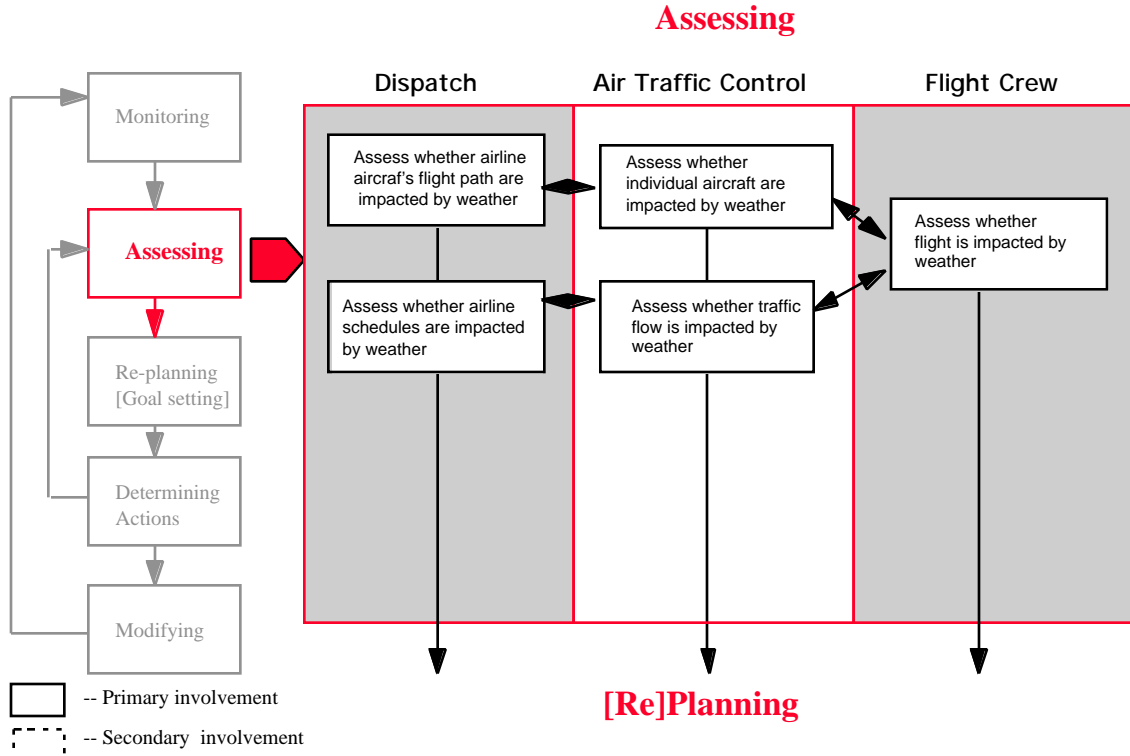 Assessing
Dispatch
Air Traffic Control
Flight Crew
Monitoring
Assessing
Re-planning
[Goal setting]
Determining
Actions
Modifying
Assess whether airline
aircraf's flight path are
impacted by weather
Assess whether
individual aircraft are
impacted by weather
Assess whether
flight is impacted by
weather
Assess whether airline
schedules are impacted
by weather
Assess whether traffic
flow is impacted by
weather
[Re]Planning
-- Primary involvement
-- Secondary involvement